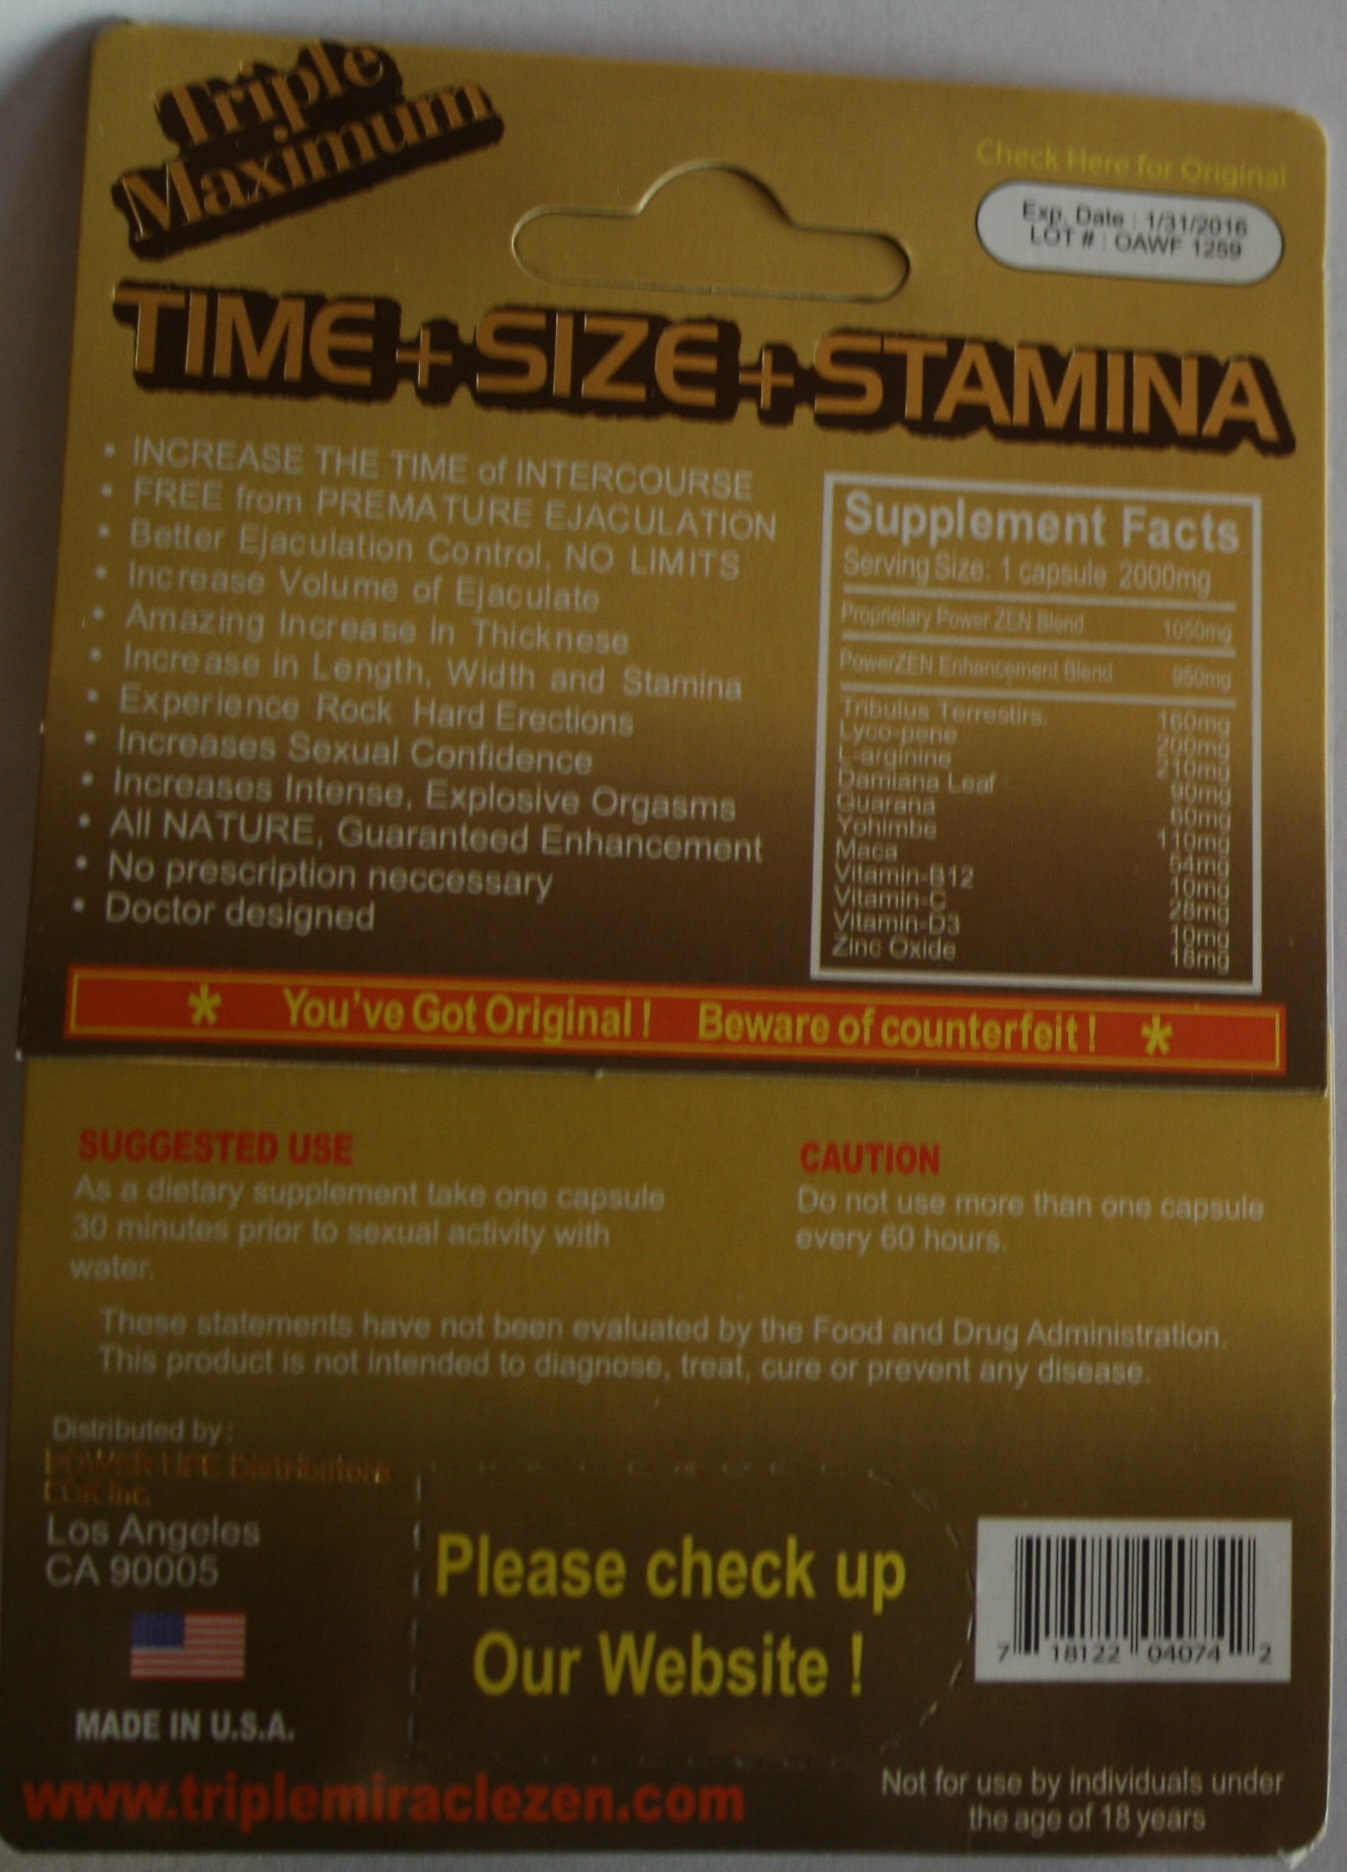 Triple
Maximum
Check Here for Original
Exp. Date : 1/31/2016
LOT # : OAWF 1259
TIME + SIZE + STAMINA
• INCREASE THE TIME of INTERCOURSE
• FREE from PREMATURE EJACULATION
• Better Ejaculation Control, NO LIMITS
• Increase Volume of Ejaculate
• Amazing Increase in Thicknese
• Increase in Length, Width and Stamina
• Experience Rock Hard Erections
• Increases Sexual Confidence
• Increases Intense, Explosive Orgasms
• All NATURE, Guaranteed Enhancement
• No prescription neccessary
• Doctor designed
Supplement Facts
Serving Size: 1 capsule 2000mg
Proprielary Power ZEN Blend 1050mg
PowerZEN Enhancement Blend 950mg
Tribulus Terrestirs. 160mg
Lyco-pene 200mg
L-arginine 210mg
Damiana Leaf 90mg
Guarana 60mg
Yohimbe 110mg
Maca 54mg
Vitamin-B12 10mg
Vitamin-C 28mg
Vitamin-D3 10mg
Zinc Oxide 18mg
* You've Got Original ! Beware of counterfeit ! *
SUGGESTED USE
As a dietary supplement take one capsule
30 minutes prior to sexual activity with
water.
CAUTION
Do not use more than one capsule
every 60 hours.
These statements have not been evaluated by the Food and Drug Administration.
This product is not intended to diagnose, treat, cure or prevent any disease.
Distributed by :
POWER LIFE Distributors
Inc.
Los Angeles
CA 90005
MADE IN U.S.A.
Please check up
Our Website !
7 18122 04074 2
www.triplemiraclezen.com
Not for use by individuals under
the age of 18 years